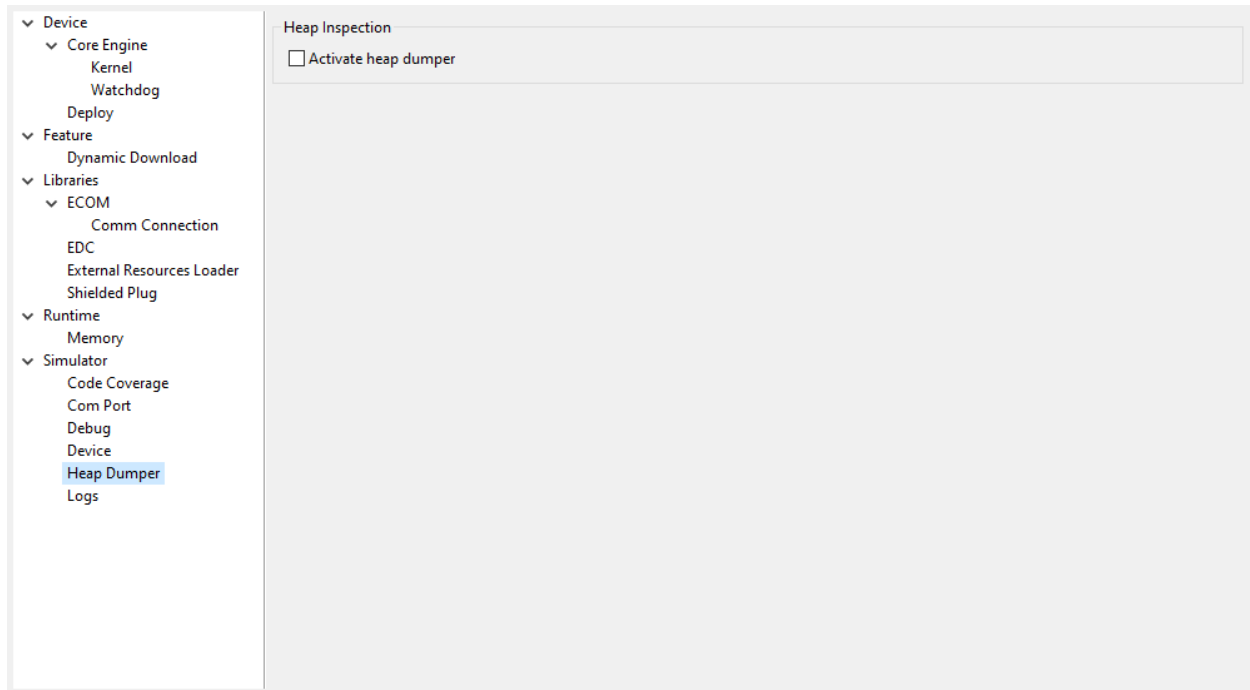 Device
Core Engine
Kernel
Watchdog
Deploy
Feature
Dynamic Download
Libraries
ECOM
Comm Connection
EDC
External Resources Loader
Shielded Plug
Runtime
Memory
Simulator
Code Coverage
Com Port
Debug
Device
Heap Dumper
Logs
Heap Inspection
Activate heap dumper